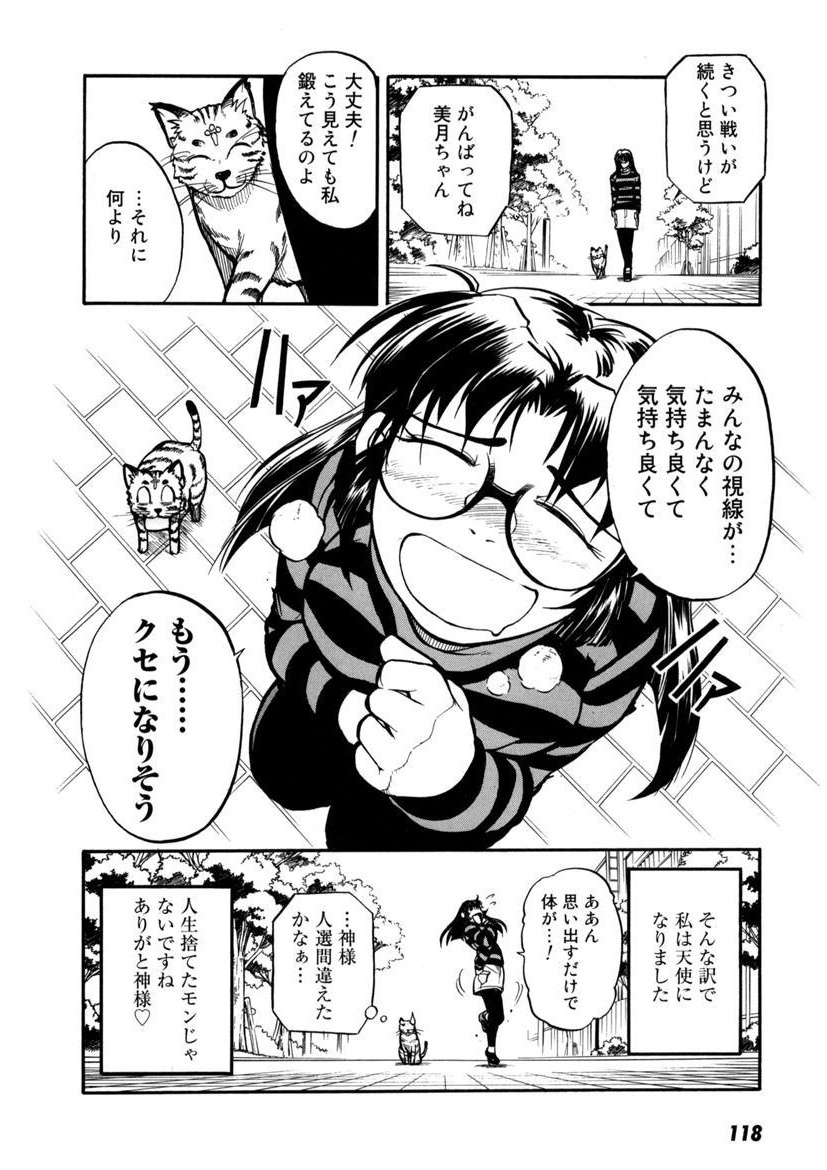 きつい戦いが
続くと思うけど
がんばってね
美月ちゃん
大丈夫!
こう見えても私
鍛えてるのよ
…それに
何より
みんなの視線が…
たまんなく
気持ち良くて
気持ち良くて
ハァ
ハァ
もう……
クセになりそう
そんな訳で
私は天使に
なりました
ああん
思い出すだけで
体が…!
…神様
人選間違えた
かなぁ…
人生捨てたモンじゃ
ないですね
ありがと神様♡
118